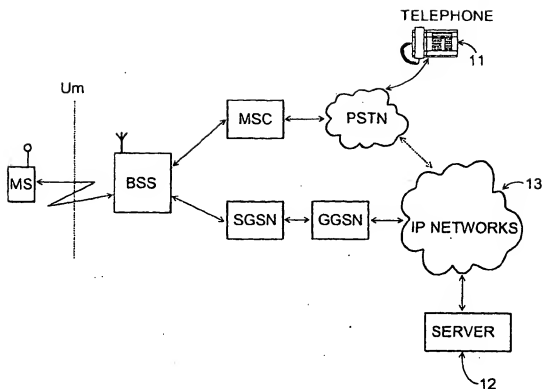 TELEPHONE
11
Um
MSC
PSTN
MS
BSS
13
SGSN
GGSN
IP NETWORKS
SERVER
12